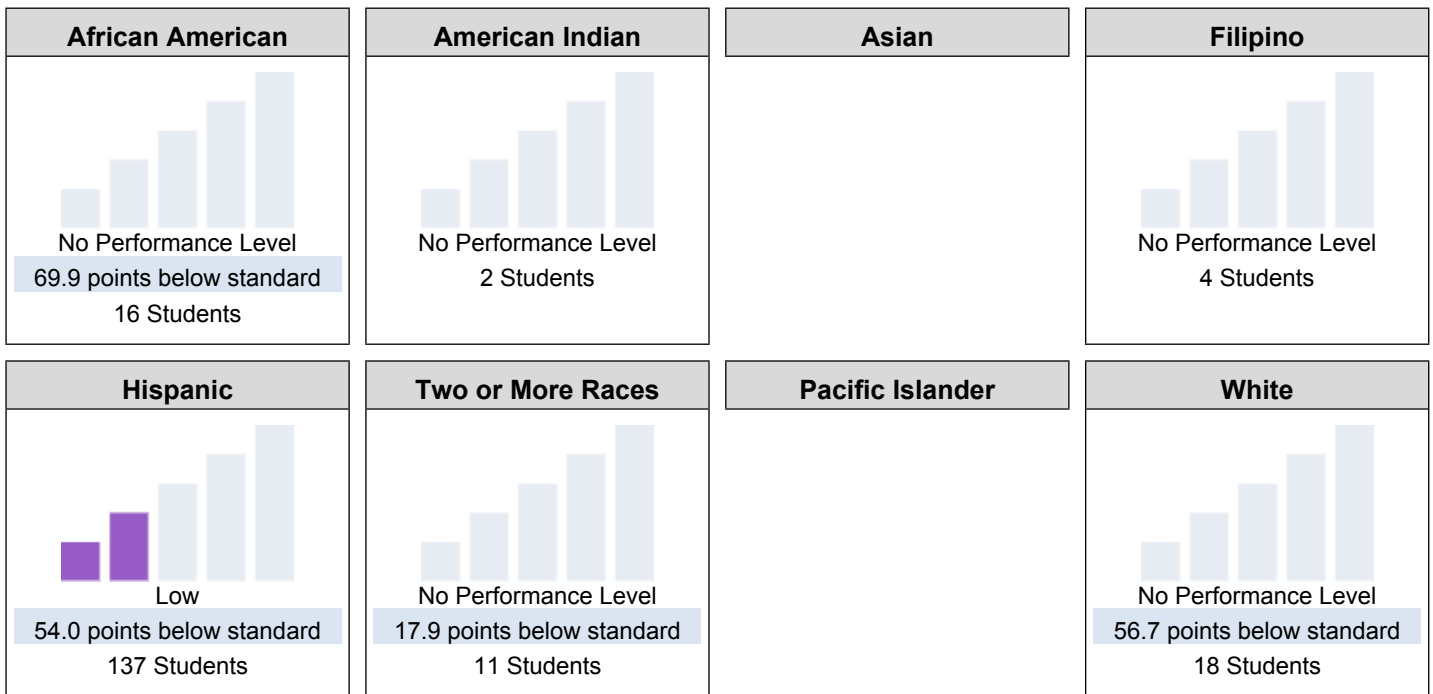 African American
No Performance Level
69.9 points below standard
16 Students
American Indian
No Performance Level
2 Students
Asian
Filipino
No Performance Level
4 Students
Hispanic
Low
54.0 points below standard
137 Students
Two or More Races
No Performance Level
17.9 points below standard
11 Students
Pacific Islander
White
No Performance Level
56.7 points below standard
18 Students